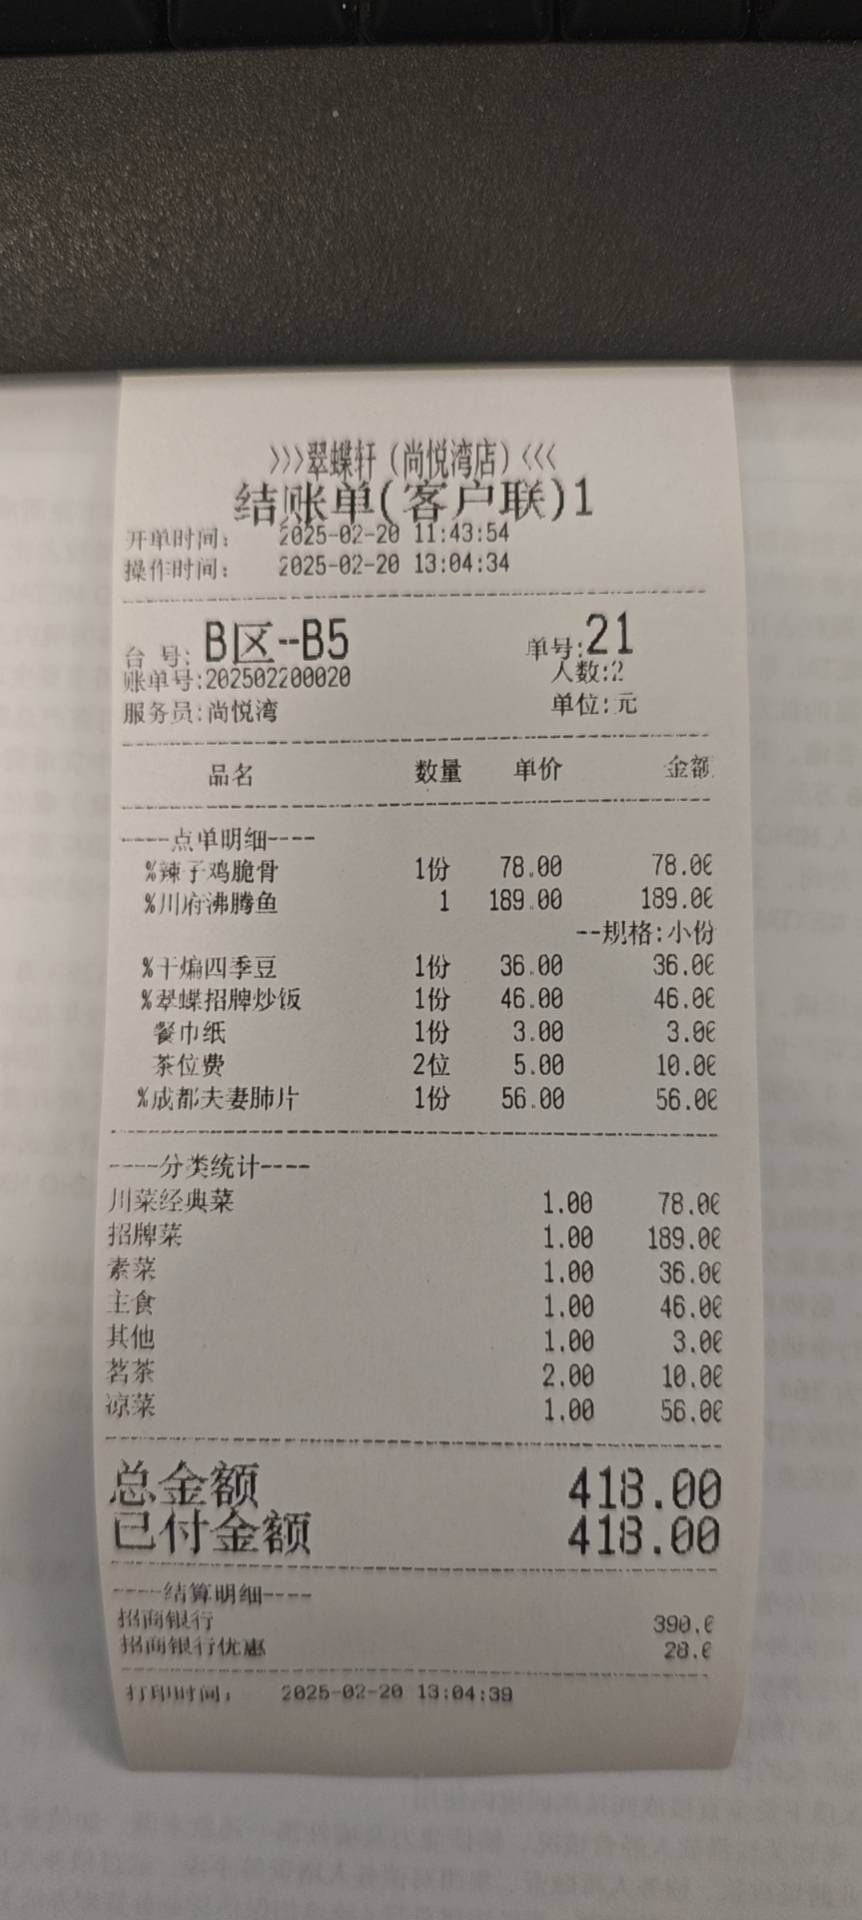 >>>翠蝶轩(尚悦湾店)<<<
结账单(客户联)1
开单时间: 2025-02-20 11:43:54
操作时间: 2025-02-20 13:04:34
台 号: B区--B5 单号:21
账单号:202502200020 人数:2
服务员:尚悦湾 单位:元
品名 数量 单价 金额
----点单明细----
%辣子鸡脆骨 1份 78.00 78.00
%川府沸腾鱼 1 189.00 189.00
--规格:小份
%干煸四季豆 1份 36.00 36.00
%翠蝶招牌炒饭 1份 46.00 46.00
餐巾纸 1份 3.00 3.00
茶位费 2位 5.00 10.00
%成都夫妻肺片 1份 56.00 56.00
----分类统计----
川菜经典菜 1.00 78.00
招牌菜 1.00 189.00
素菜 1.00 36.00
主食 1.00 46.00
其他 1.00 3.00
茗茶 2.00 10.00
凉菜 1.00 56.00
总金额 418.00
已付金额 418.00
----结算明细----
招商银行 390.0
招商银行优惠 28.0
打印时间: 2025-02-20 13:04:39